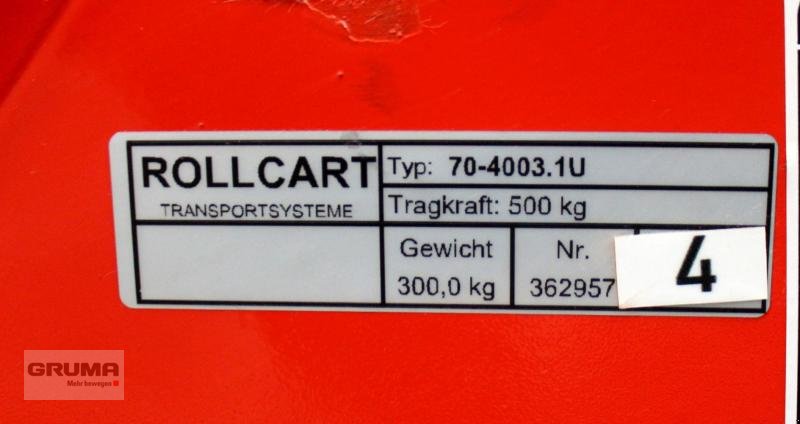 ROLLCART
TRANSPORTSYSTEME
Typ: 70-4003.1U
Tragkraft: 500 kg
Gewicht
300,0 kg
Nr.
362957
4
GRUMA
Mehr bewegen